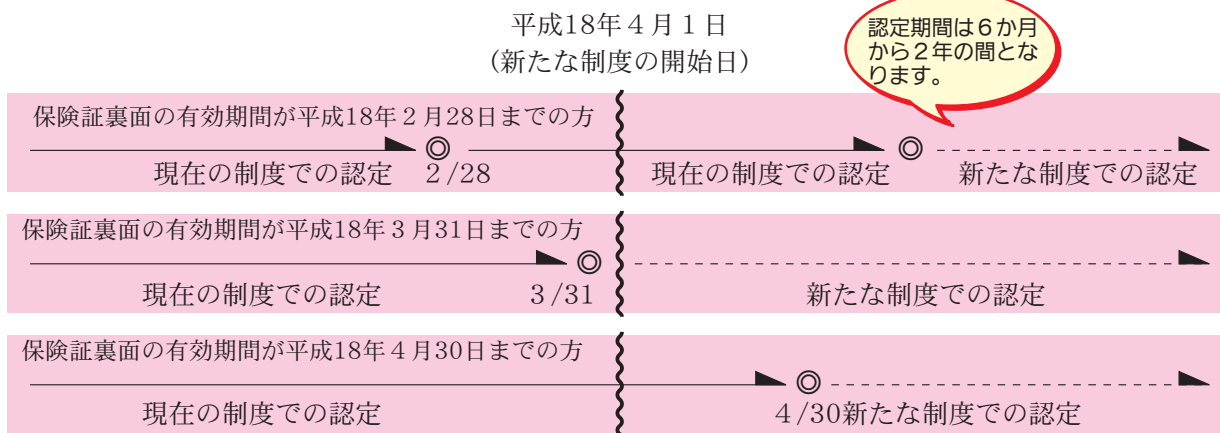 平成18年４月１日
(新たな制度の開始日)
認定期間は６か月
から２年の間とな
ります。
保険証裏面の有効期間が平成18年２月28日までの方
◎ ◎
現在の制度での認定 2/28 現在の制度での認定 新たな制度での認定
保険証裏面の有効期間が平成18年３月31日までの方
◎
現在の制度での認定 3/31 新たな制度での認定
保険証裏面の有効期間が平成18年４月30日までの方
◎
現在の制度での認定 4/30新たな制度での認定